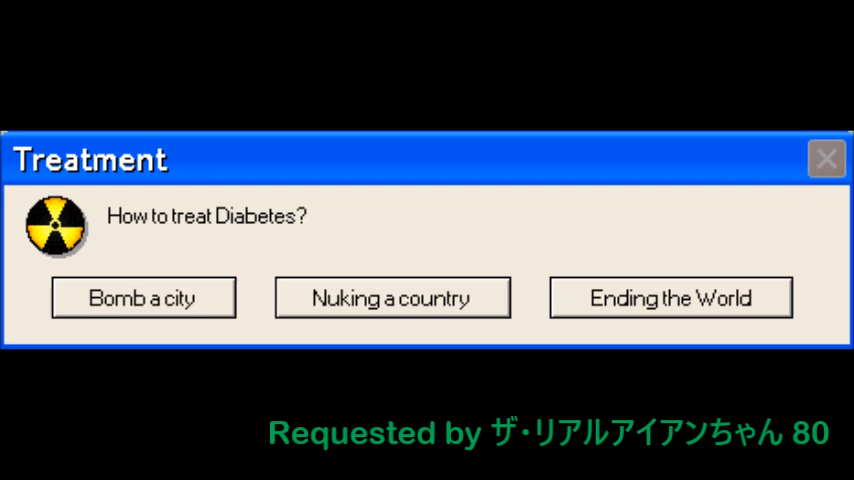 Treatment
How to treat Diabetes?
Bomb a city
Nuking a country
Ending the World
Requested by ザ・リアルアイアンちゃん 80